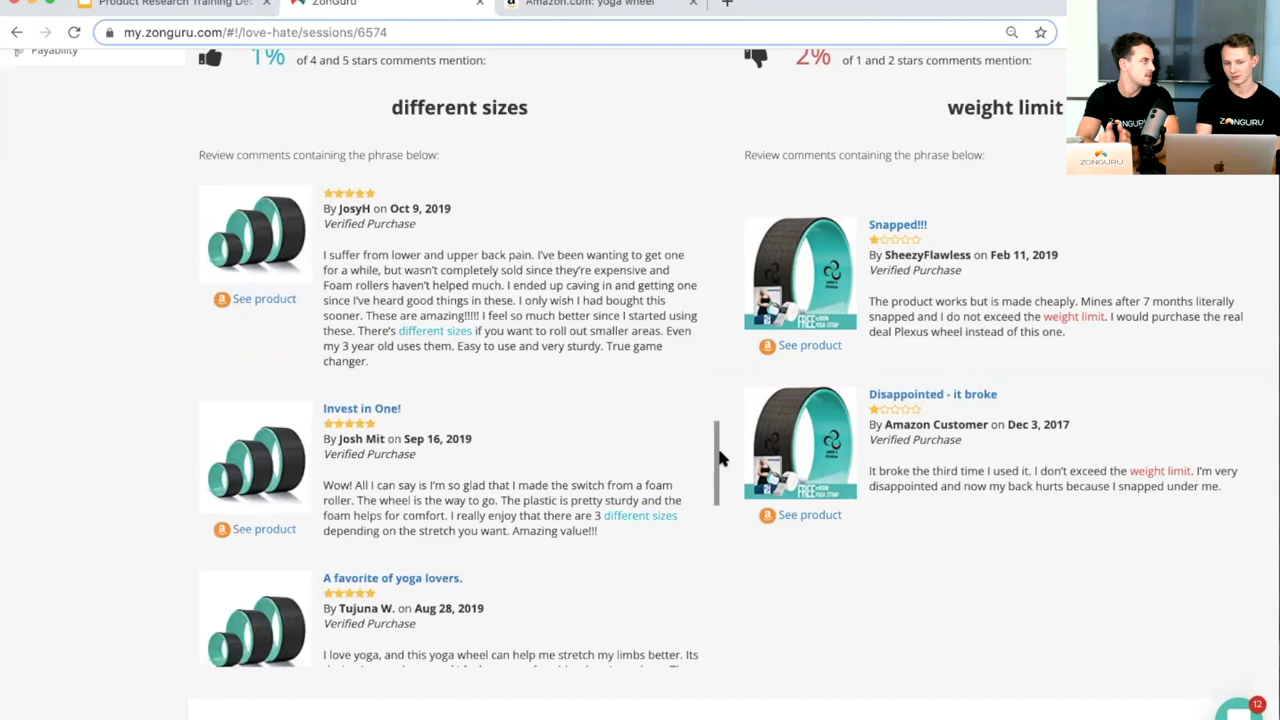 Product Research Training Dec
ZonGuru
Amazon.com: yoga wheel
my.zonguru.com/#!/love-hate/sessions/6574
Payability
1% of 4 and 5 stars comments mention:
different sizes
Review comments containing the phrase below:
By JosyH on Oct 9, 2019
Verified Purchase
I suffer from lower and upper back pain. I've been wanting to get one
for a while, but wasn't completely sold since they're expensive and
Foam rollers haven't helped much. I ended up caving in and getting one
since I've heard good things in these. I only wish I had bought this
sooner. These are amazing!!!!! I feel so much better since I started using
these. There's different sizes if you want to roll out smaller areas. Even
my 3 year old uses them. Easy to use and very sturdy. True game
changer.
See product
Invest in One!
By Josh Mit on Sep 16, 2019
Verified Purchase
Wow! All I can say is I'm so glad that I made the switch from a foam
roller. The wheel is the way to go. The plastic is pretty sturdy and the
foam helps for comfort. I really enjoy that there are 3 different sizes
depending on the stretch you want. Amazing value!!!
See product
A favorite of yoga lovers.
By Tujuna W. on Aug 28, 2019
Verified Purchase
I love yoga, and this yoga wheel can help me stretch my limbs better. Its
2% of 1 and 2 stars comments mention:
weight limit
Review comments containing the phrase below:
Snapped!!!
By SheezyFlawless on Feb 11, 2019
Verified Purchase
The product works but is made cheaply. Mines after 7 months literally
snapped and I do not exceed the weight limit. I would purchase the real
deal Plexus wheel instead of this one.
FREE
See product
Disappointed - it broke
By Amazon Customer on Dec 3, 2017
Verified Purchase
It broke the third time I used it. I don't exceed the weight limit. I'm very
disappointed and now my back hurts because I snapped under me.
FREE
See product
ZONGURU
ZONGURU
ZONGURU
12